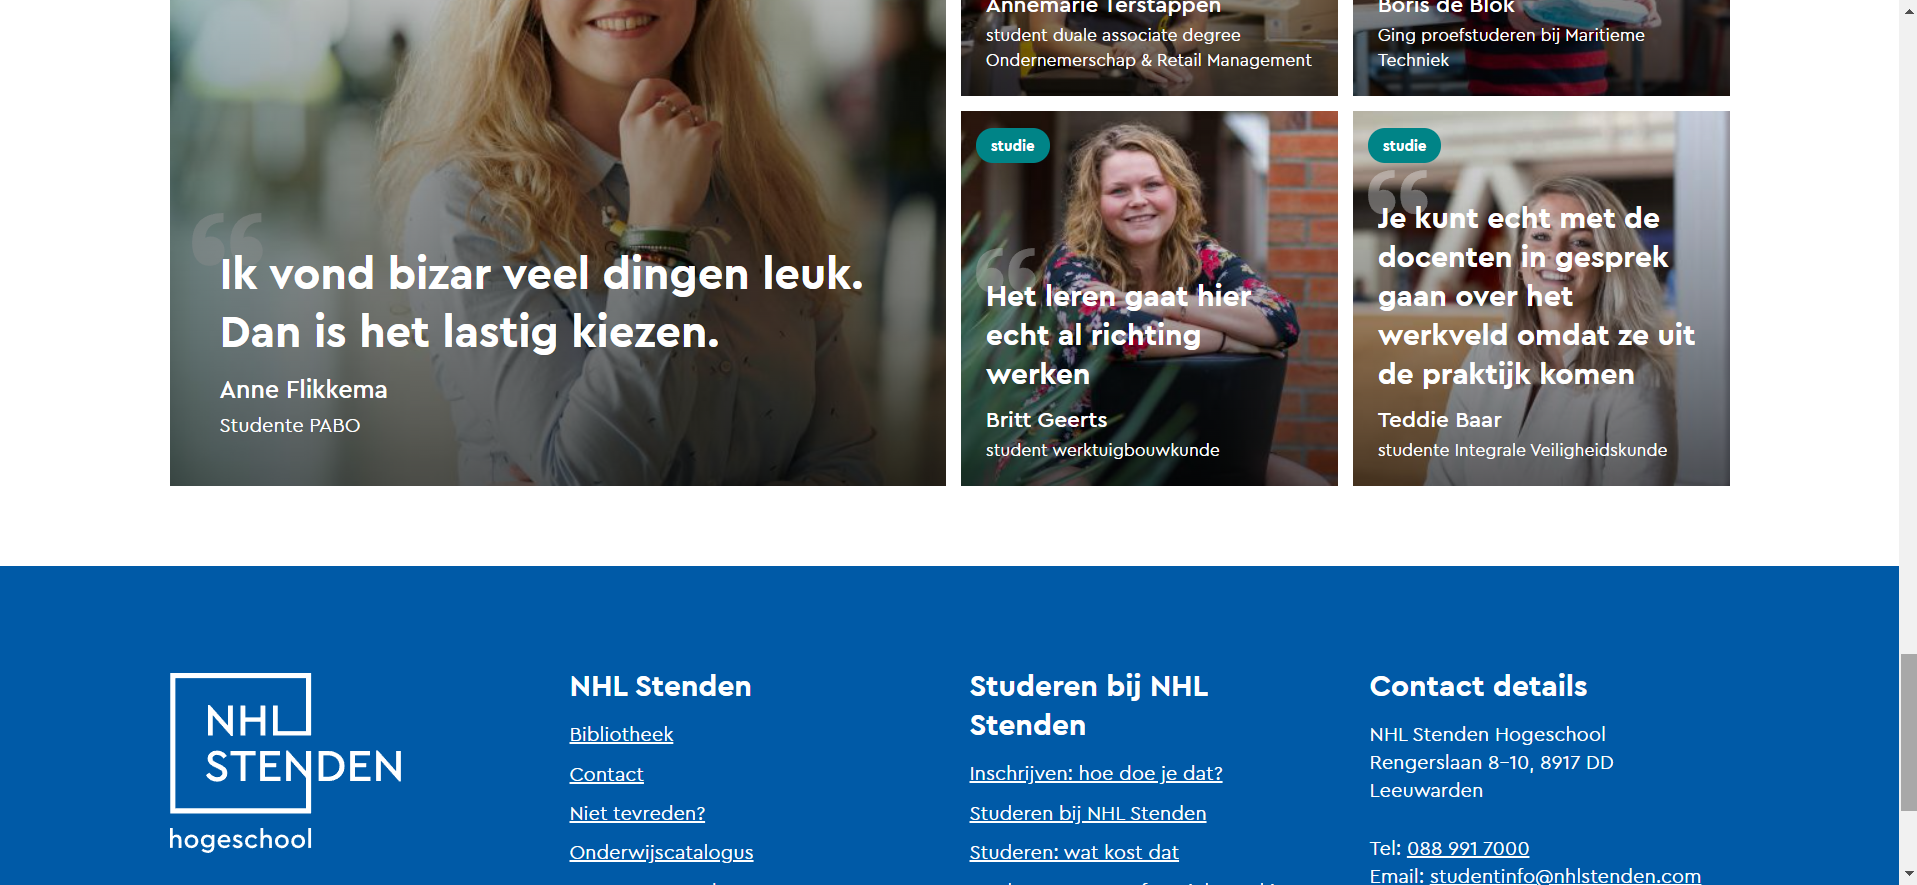 Ik vond bizar veel dingen leuk.
Dan is het lastig kiezen.
Anne Flikkema
Studente PABO
Annemarie Terstappen
student duale associate degree
Ondernemerschap & Retail Management
Boris de Blok
Ging proefstuderen bij Maritieme
Techniek
studie
Het leren gaat hier
echt al richting
werken
Britt Geerts
student werktuigbouwkunde
studie
Je kunt echt met de
docenten in gesprek
gaan over het
werkveld omdat ze uit
de praktijk komen
Teddie Baar
studente Integrale Veiligheidskunde
NHL
STENDEN
hogeschool
NHL Stenden
Bibliotheek
Contact
Niet tevreden?
Onderwijscatalogus
Studeren bij NHL
Stenden
Inschrijven: hoe doe je dat?
Studeren bij NHL Stenden
Studeren: wat kost dat
Contact details
NHL Stenden Hogeschool
Rengerslaan 8-10, 8917 DD
Leeuwarden
Tel: 088 991 7000
Email: studentinfo@nhlstenden.com